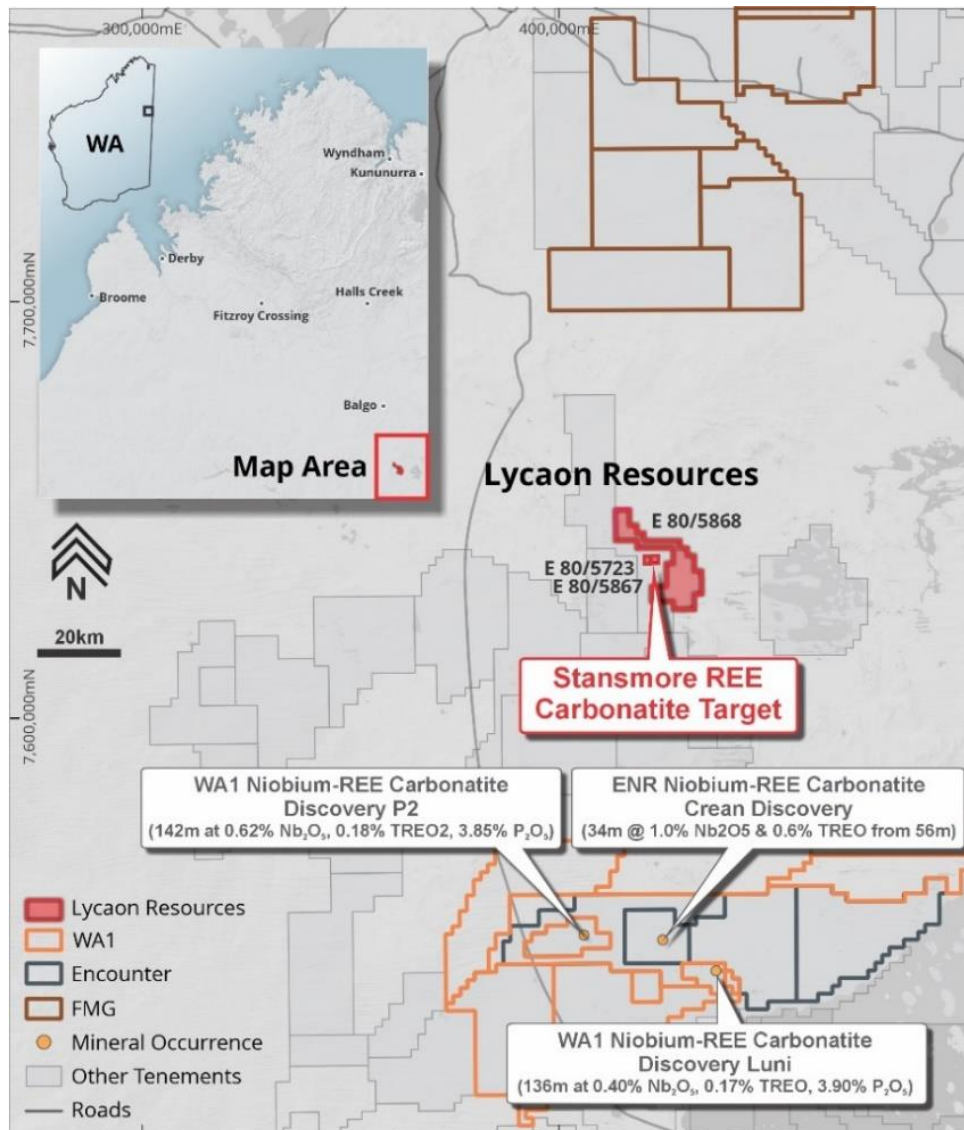 300,000mE
400,000mE
7,700,000mN
7,600,000mN
WA
Wyndham
Kununurra
Derby
Broome
Fitzroy Crossing
Halls Creek
Balgo
Map Area
Lycaon Resources
E 80/5868
E 80/5723
E 80/5867
N
20km
Stansmore REE
Carbonatite Target
WA1 Niobium-REE Carbonatite
Discovery P2
(142m at 0.62% Nb₂O₅, 0.18% TREO2, 3.85% P₂O₅)
ENR Niobium-REE Carbonatite
Crean Discovery
(34m @ 1.0% Nb2O5 & 0.6% TREO from 56m)
Lycaon Resources
WA1
Encounter
FMG
Mineral Occurrence
Other Tenements
Roads
WA1 Niobium-REE Carbonatite
Discovery Luni
(136m at 0.40% Nb₂O₅, 0.17% TREO, 3.90% P₂O₅)